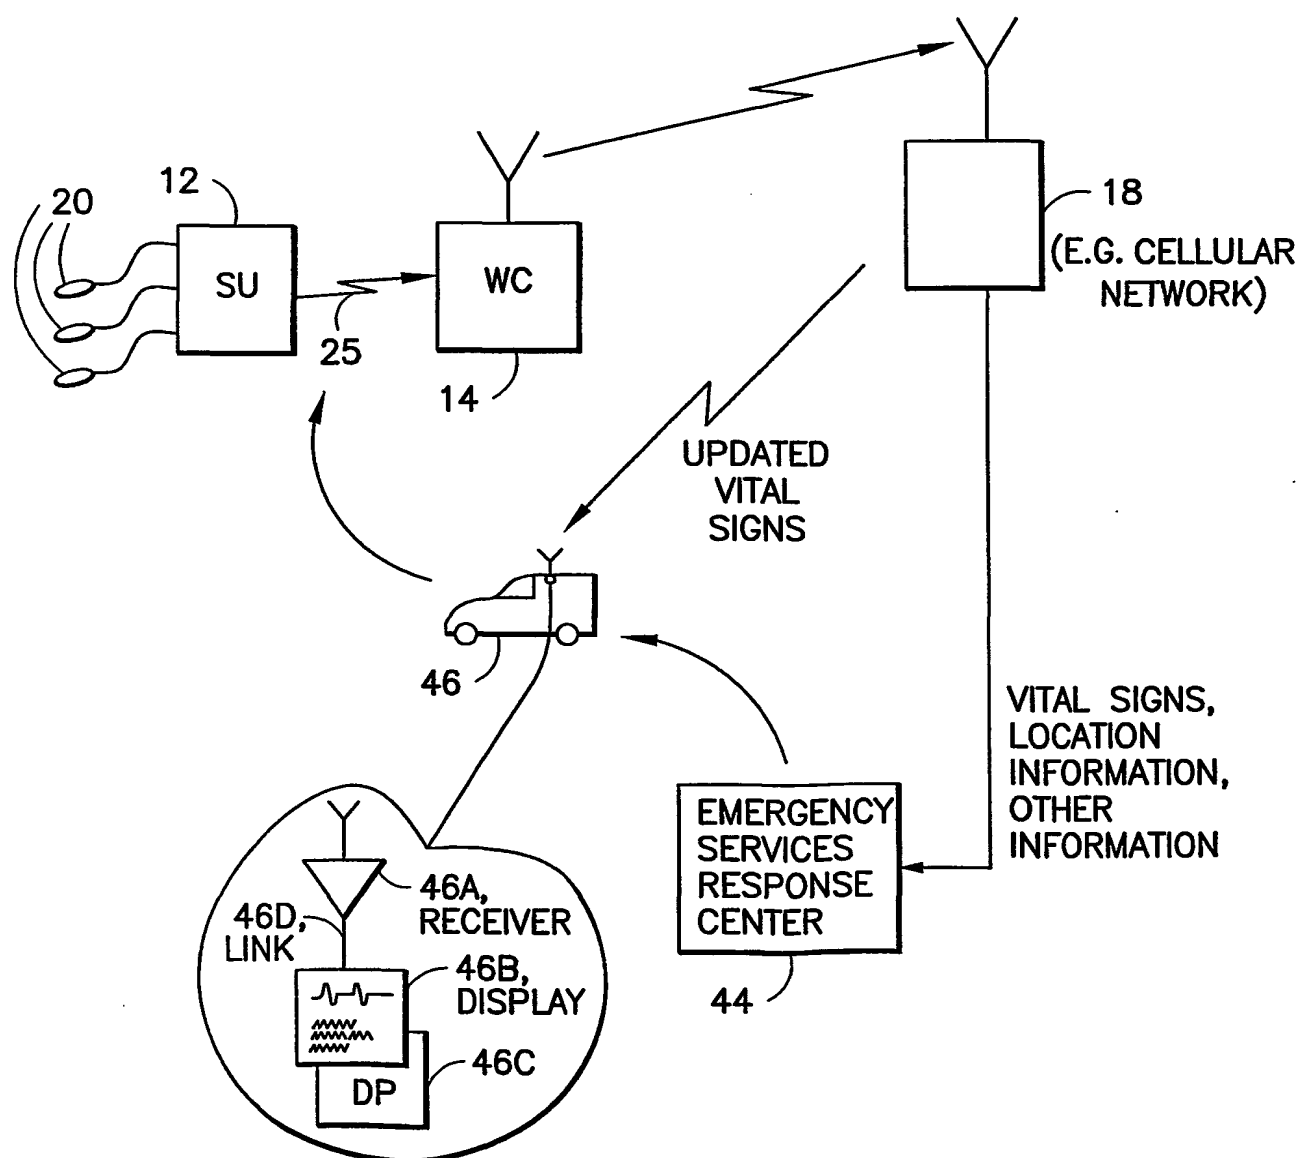 12
20
SU
25
WC
14
18
(E.G. CELLULAR
NETWORK)
UPDATED
VITAL
SIGNS
46
VITAL SIGNS,
LOCATION
INFORMATION,
OTHER
INFORMATION
EMERGENCY
SERVICES
RESPONSE
CENTER
44
46A,
RECEIVER
46D,
LINK
46B,
DISPLAY
46C
DP